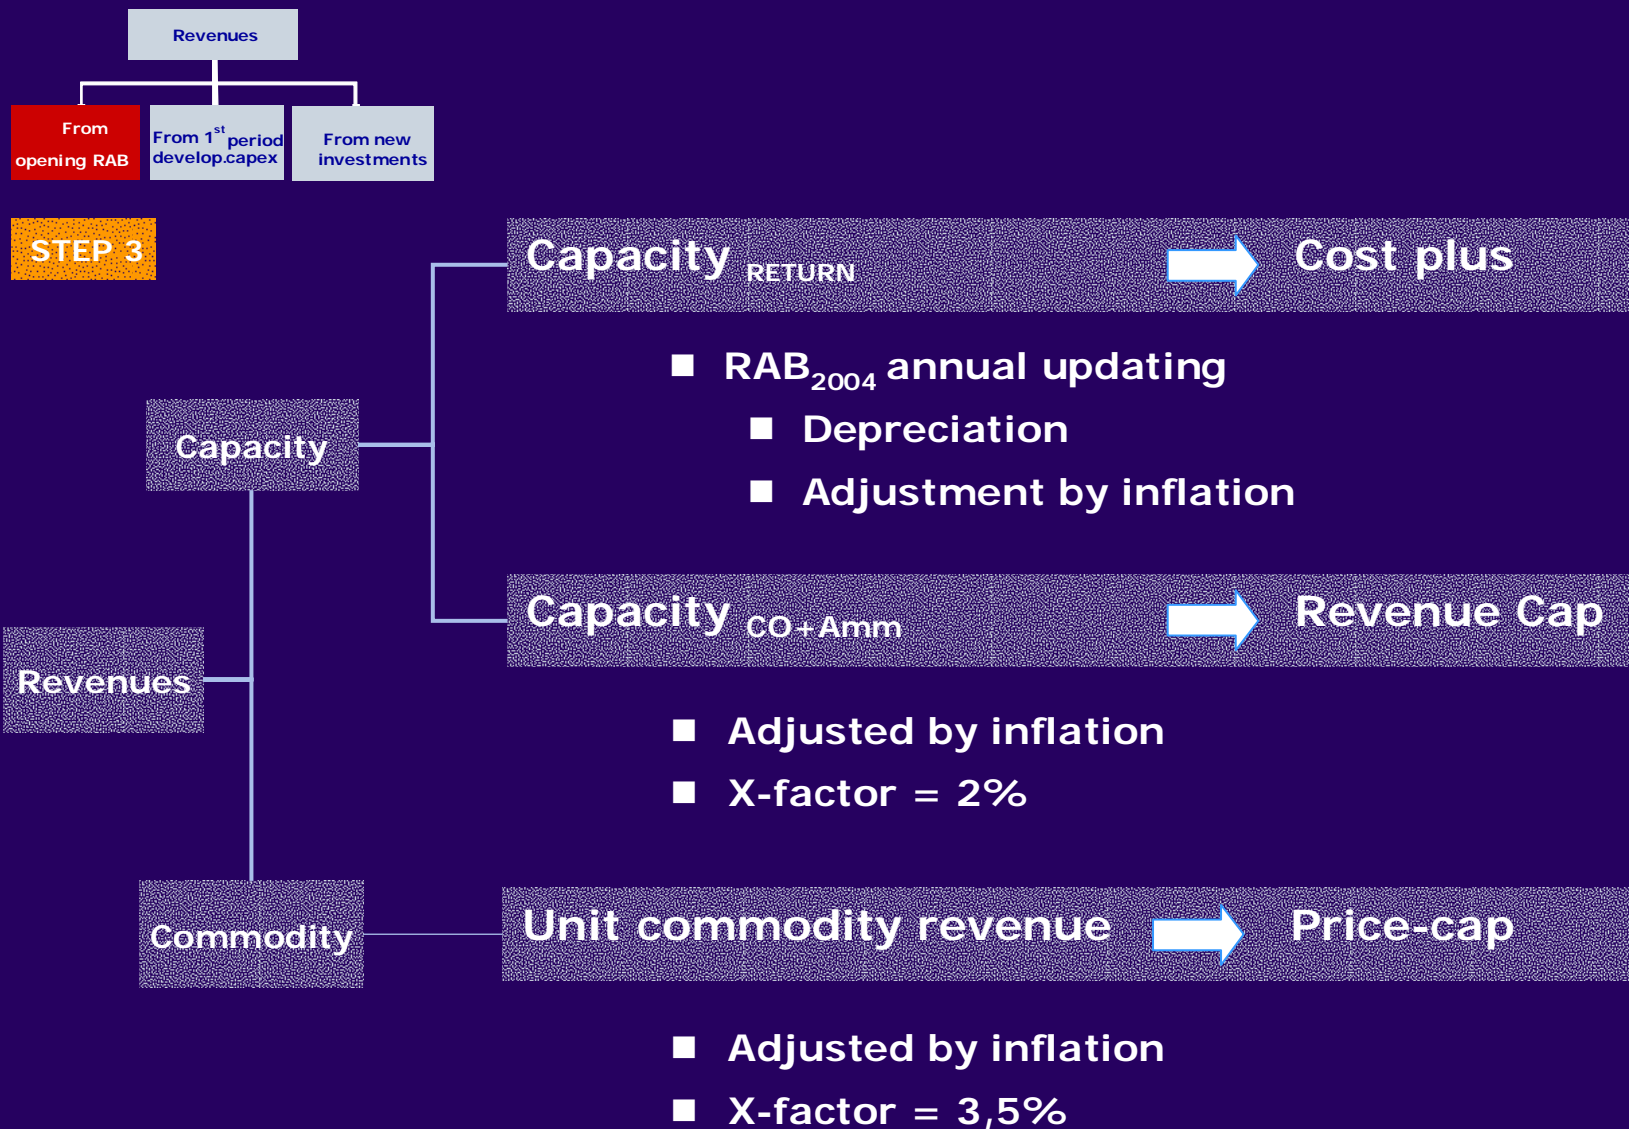 Revenues
From
opening RAB
From 1st period
develop.capex
From new
investments
STEP 3
Capacity RETURN
Cost plus
■ RAB2004 annual updating
■ Depreciation
■ Adjustment by inflation
Capacity
Capacity CO+Amm
Revenue Cap
Revenues
■ Adjusted by inflation
■ X-factor = 2%
Commodity
Unit commodity revenue
Price-cap
■ Adjusted by inflation
■ X-factor = 3,5%